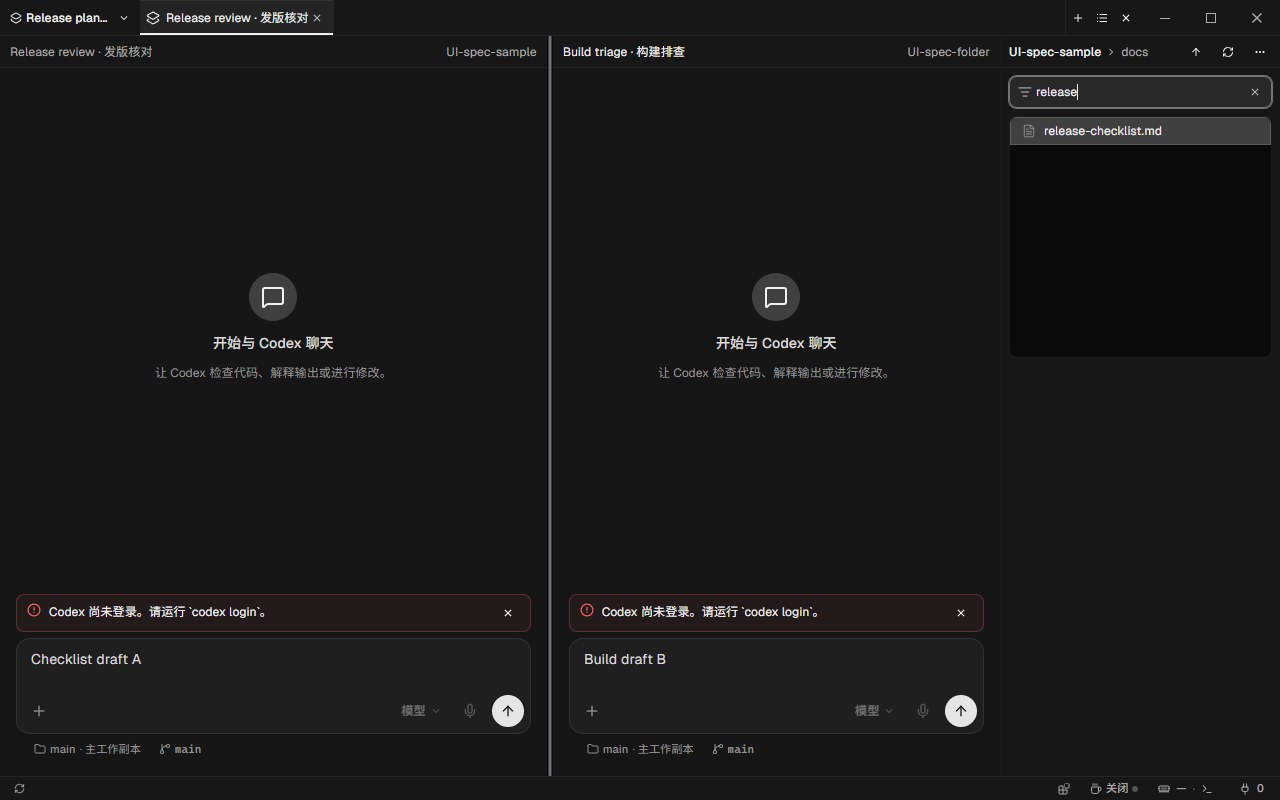 Release plan...
Release review · 发版核对
Release review · 发版核对
UI-spec-sample
Build triage · 构建排查
UI-spec-folder
UI-spec-sample > docs
release
release-checklist.md
开始与 Codex 聊天
让 Codex 检查代码、解释输出或进行修改。
开始与 Codex 聊天
让 Codex 检查代码、解释输出或进行修改。
Codex 尚未登录。请运行 `codex login`。
Codex 尚未登录。请运行 `codex login`。
Checklist draft A
模型
Build draft B
模型
main · 主工作副本
main
main · 主工作副本
main
关闭
— ·
0